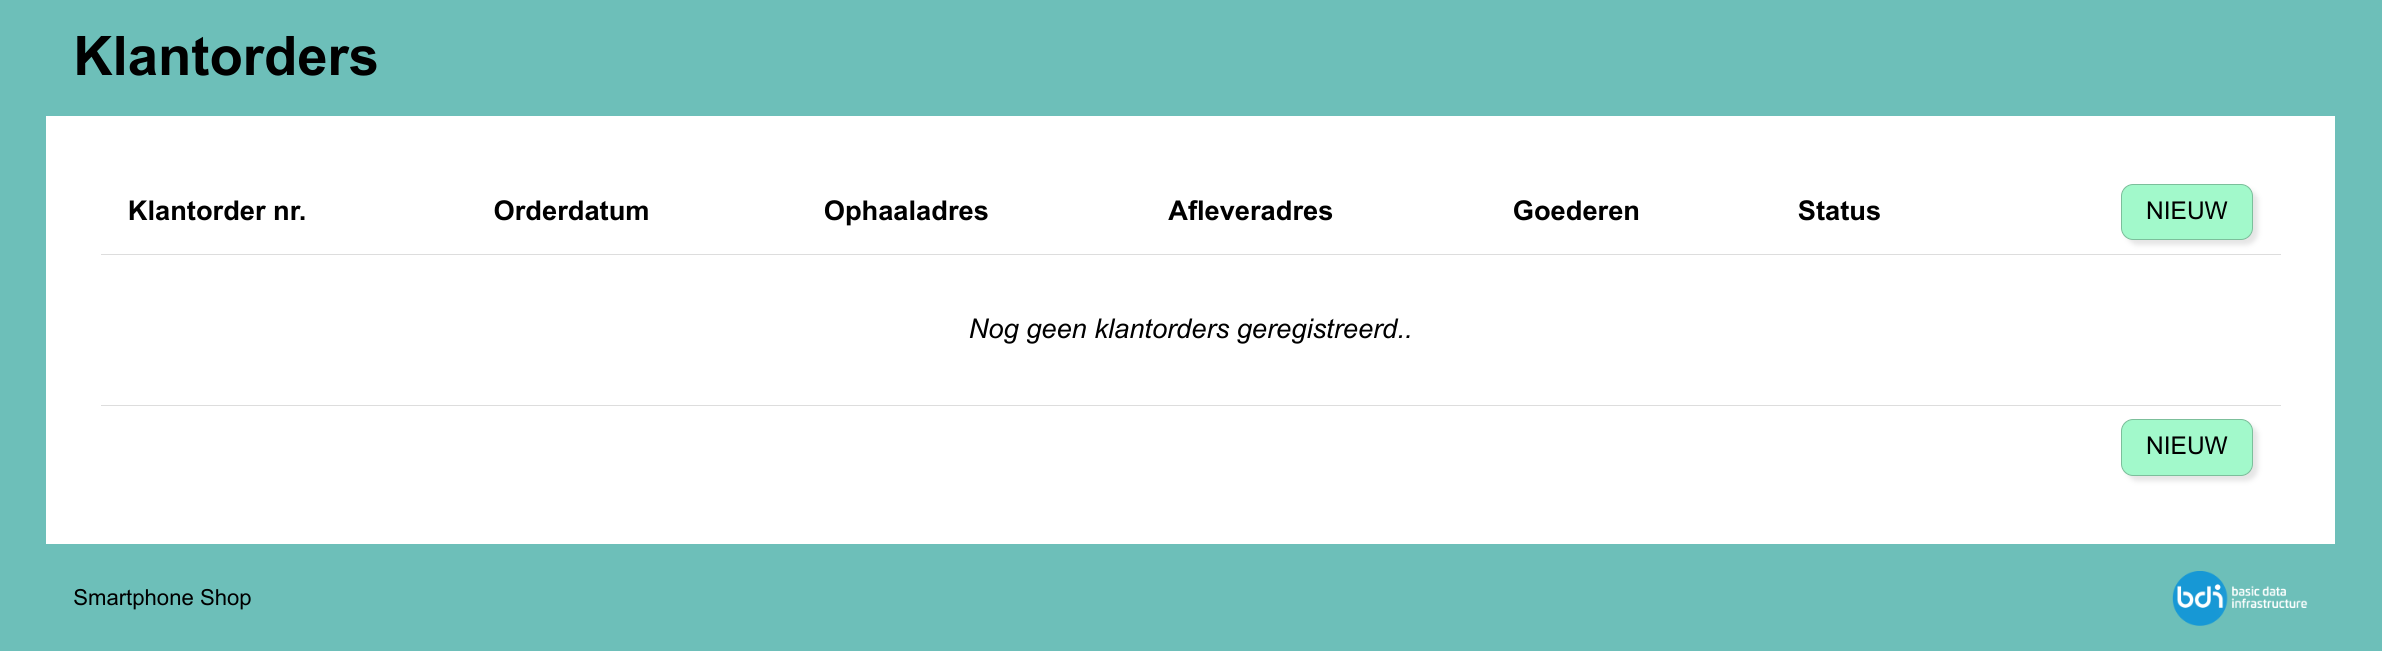 Klantorders
Klantorder nr. Orderdatum Ophaaladres Afleveradres Goederen Status NIEUW
Nog geen klantorders geregistreerd..
NIEUW
Smartphone Shop
bdi basic data
infrastructure